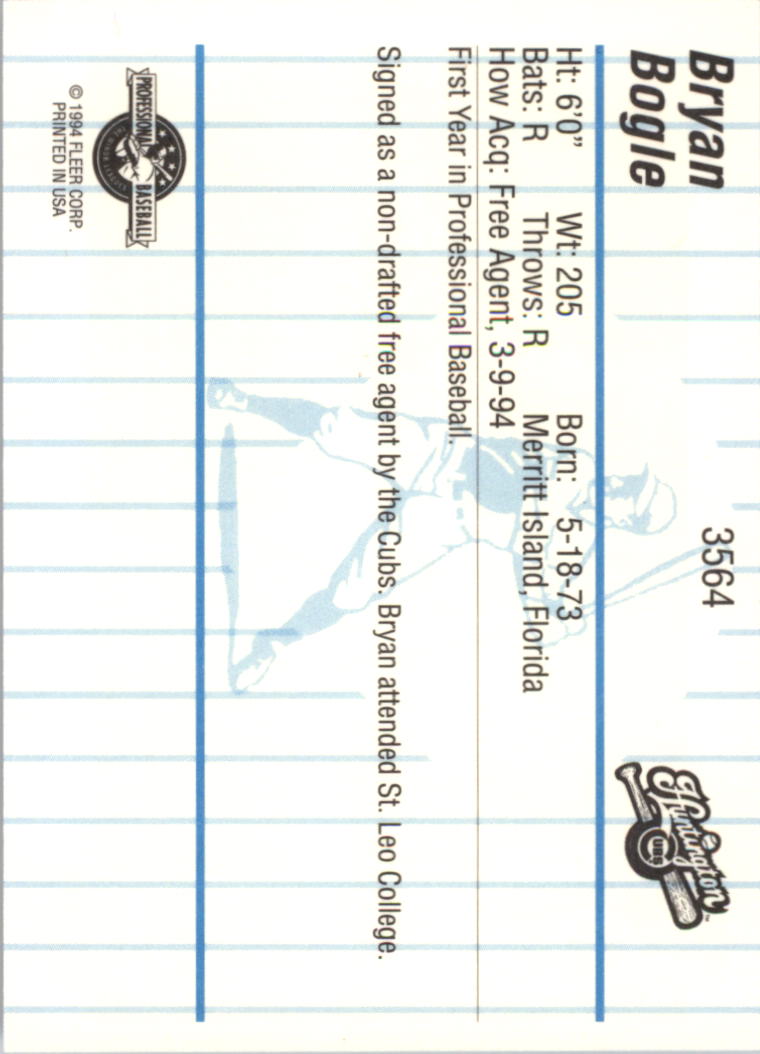 Bryan
Bogle
3564
Huntington
CUBS
Ht: 6'0" Wt: 205 Born: 5-18-73
Bats: R Throws: R Merritt Island, Florida
How Acq: Free Agent, 3-9-94
First Year in Professional Baseball.
Signed as a non-drafted free agent by the Cubs. Bryan attended St. Leo College.
PROFESSIONAL BASEBALL
© 1994 FLEER CORP.
PRINTED IN USA